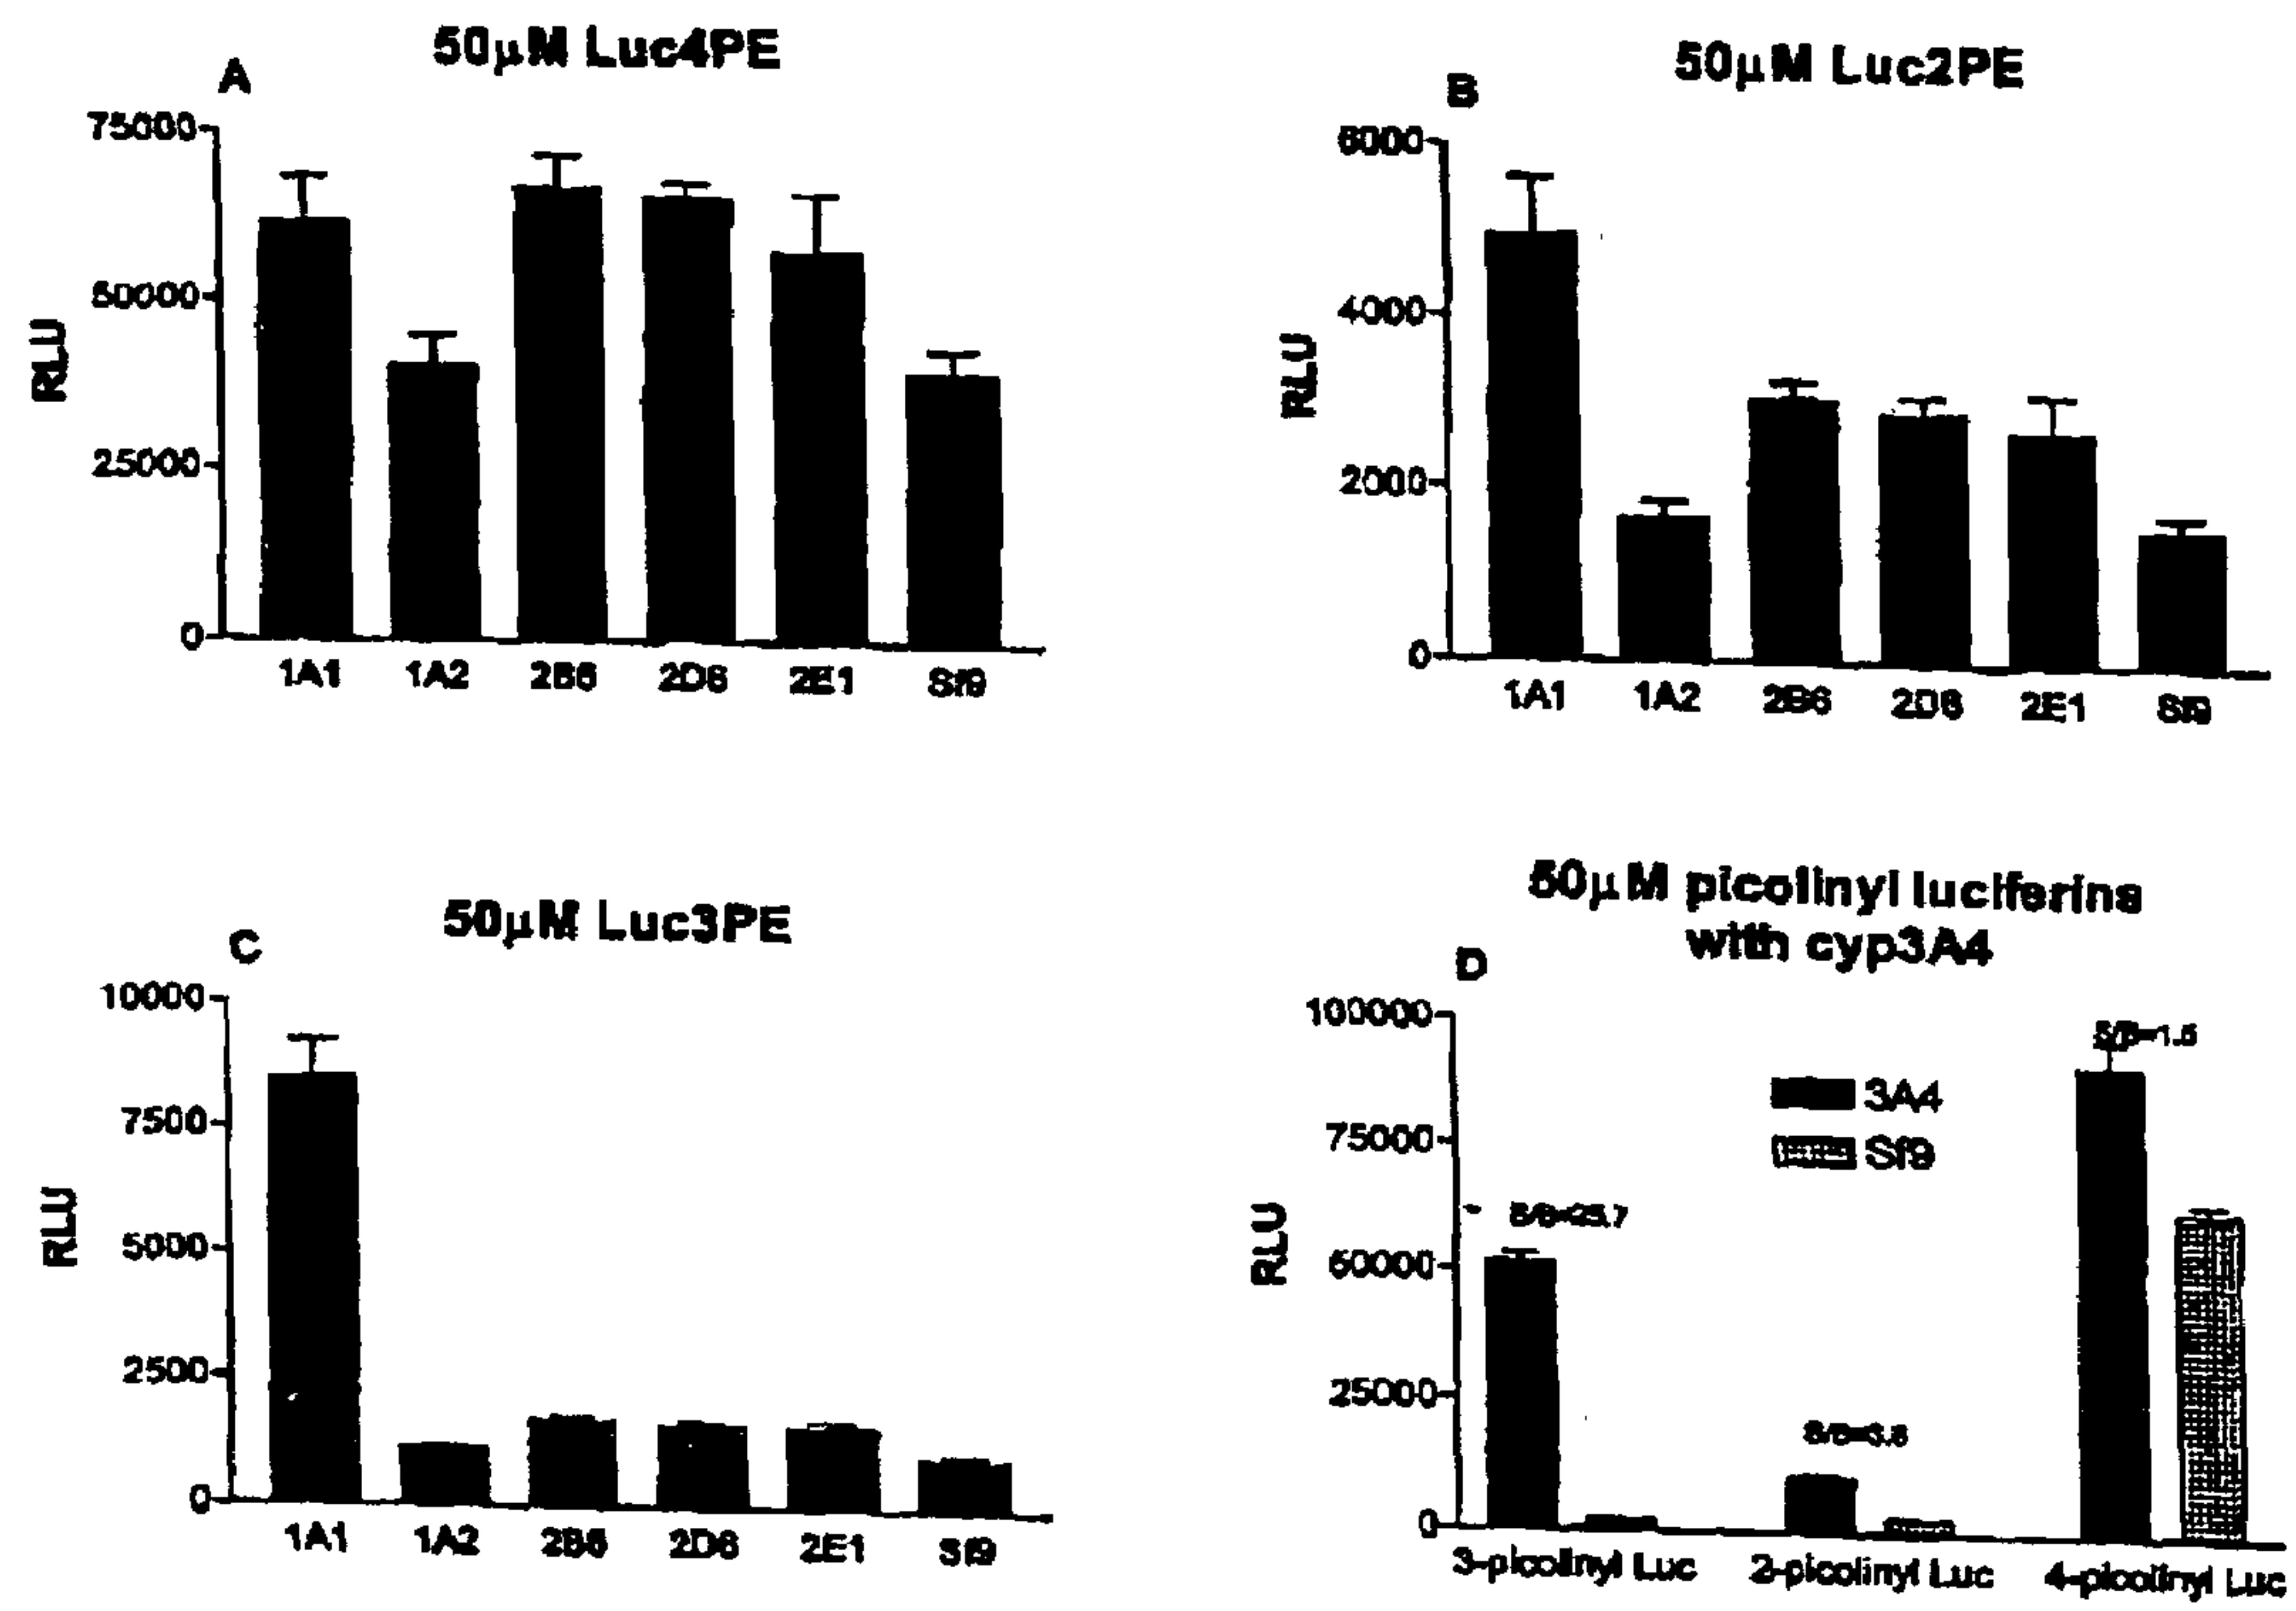 50µM Luc4PE
A
75000
50000
25000
0
RLU
1A1 1A2 2B6 2D6 2E1 Sf9
50µM Luc2PE
B
6000
4000
2000
0
RLU
1A1 1A2 2B6 2D6 2E1 Sf9
50µM Luc3PE
C
10000
7500
5000
2500
0
RLU
1A1 1A2 2B6 2D6 2E1 Sf9
50µM picolinyl luciferins
with cyp3A4
D
100000
75000
50000
25000
0
RLU
3A4
Sf9
S/B=1.5
S/B=25.7
3-picolinyl Luc 2-picolinyl Luc 4-picolinyl Luc